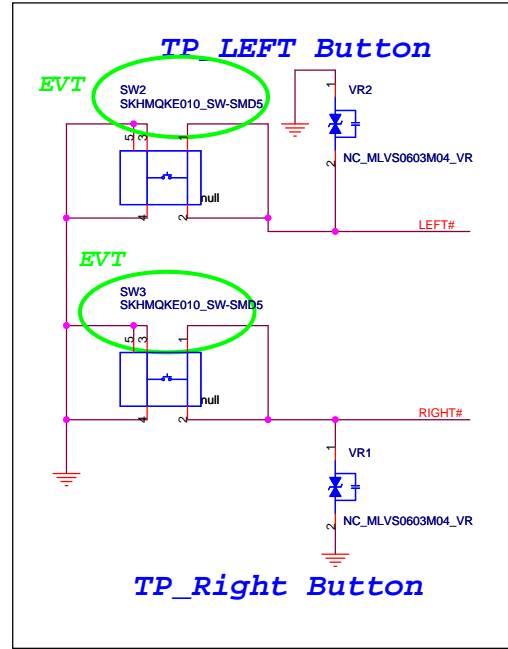 TP_LEFT Button
EVT
SW2
SKHMQKE010_SW-SMD5
VR2
1
5
3
1
NC_MLVS0603M04_VR
2
null
4
2
LEFT#
EVT
SW3
SKHMQKE010_SW-SMD5
5
3
1
null
4
2
RIGHT#
1
VR1
NC_MLVS0603M04_VR
2
TP_Right Button